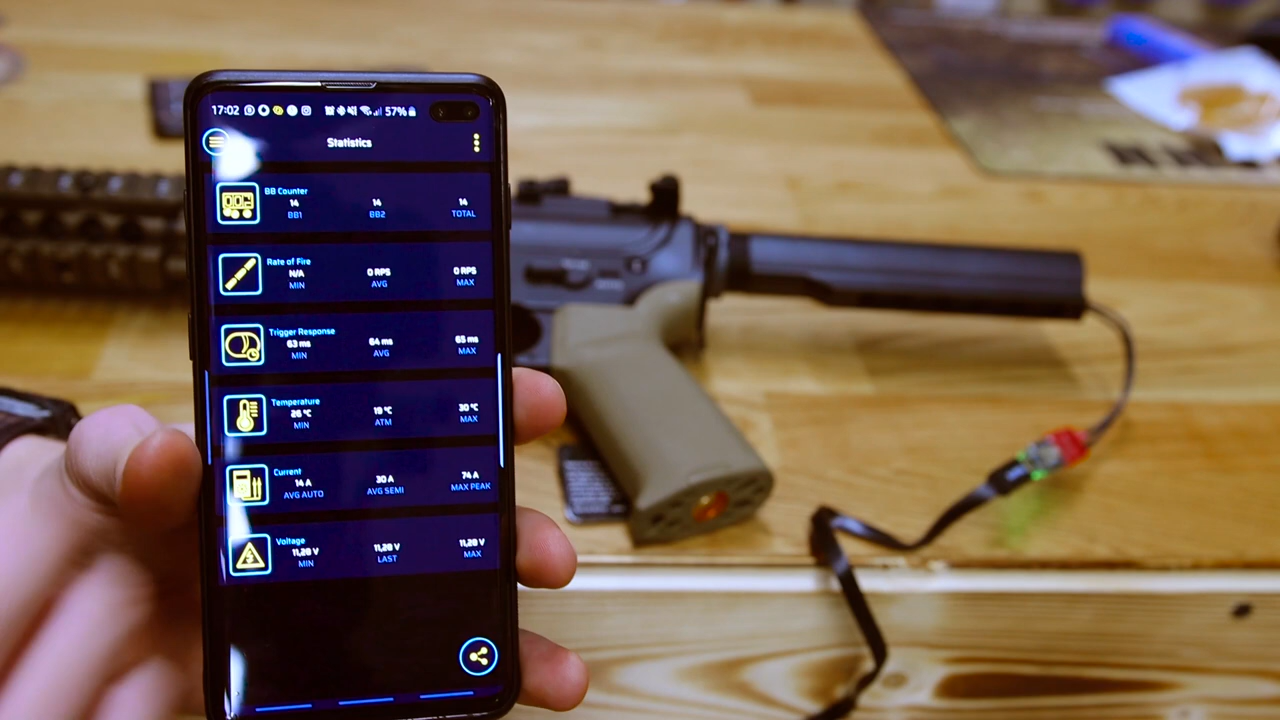 17:02 57%
Statistics
BB Counter
14 14 14
BB1 BB2 TOTAL
Rate of Fire
N/A 0 RPS 0 RPS
MIN AVG MAX
Trigger Response
63 ms 64 ms 65 ms
MIN AVG MAX
Temperature
26 °C 19 °C 30 °C
MIN ATM MAX
Current
14 A 30 A 74 A
AVG AUTO AVG SEMI MAX PEAK
Voltage
11,28 V 11,28 V 11,28 V
MIN LAST MAX